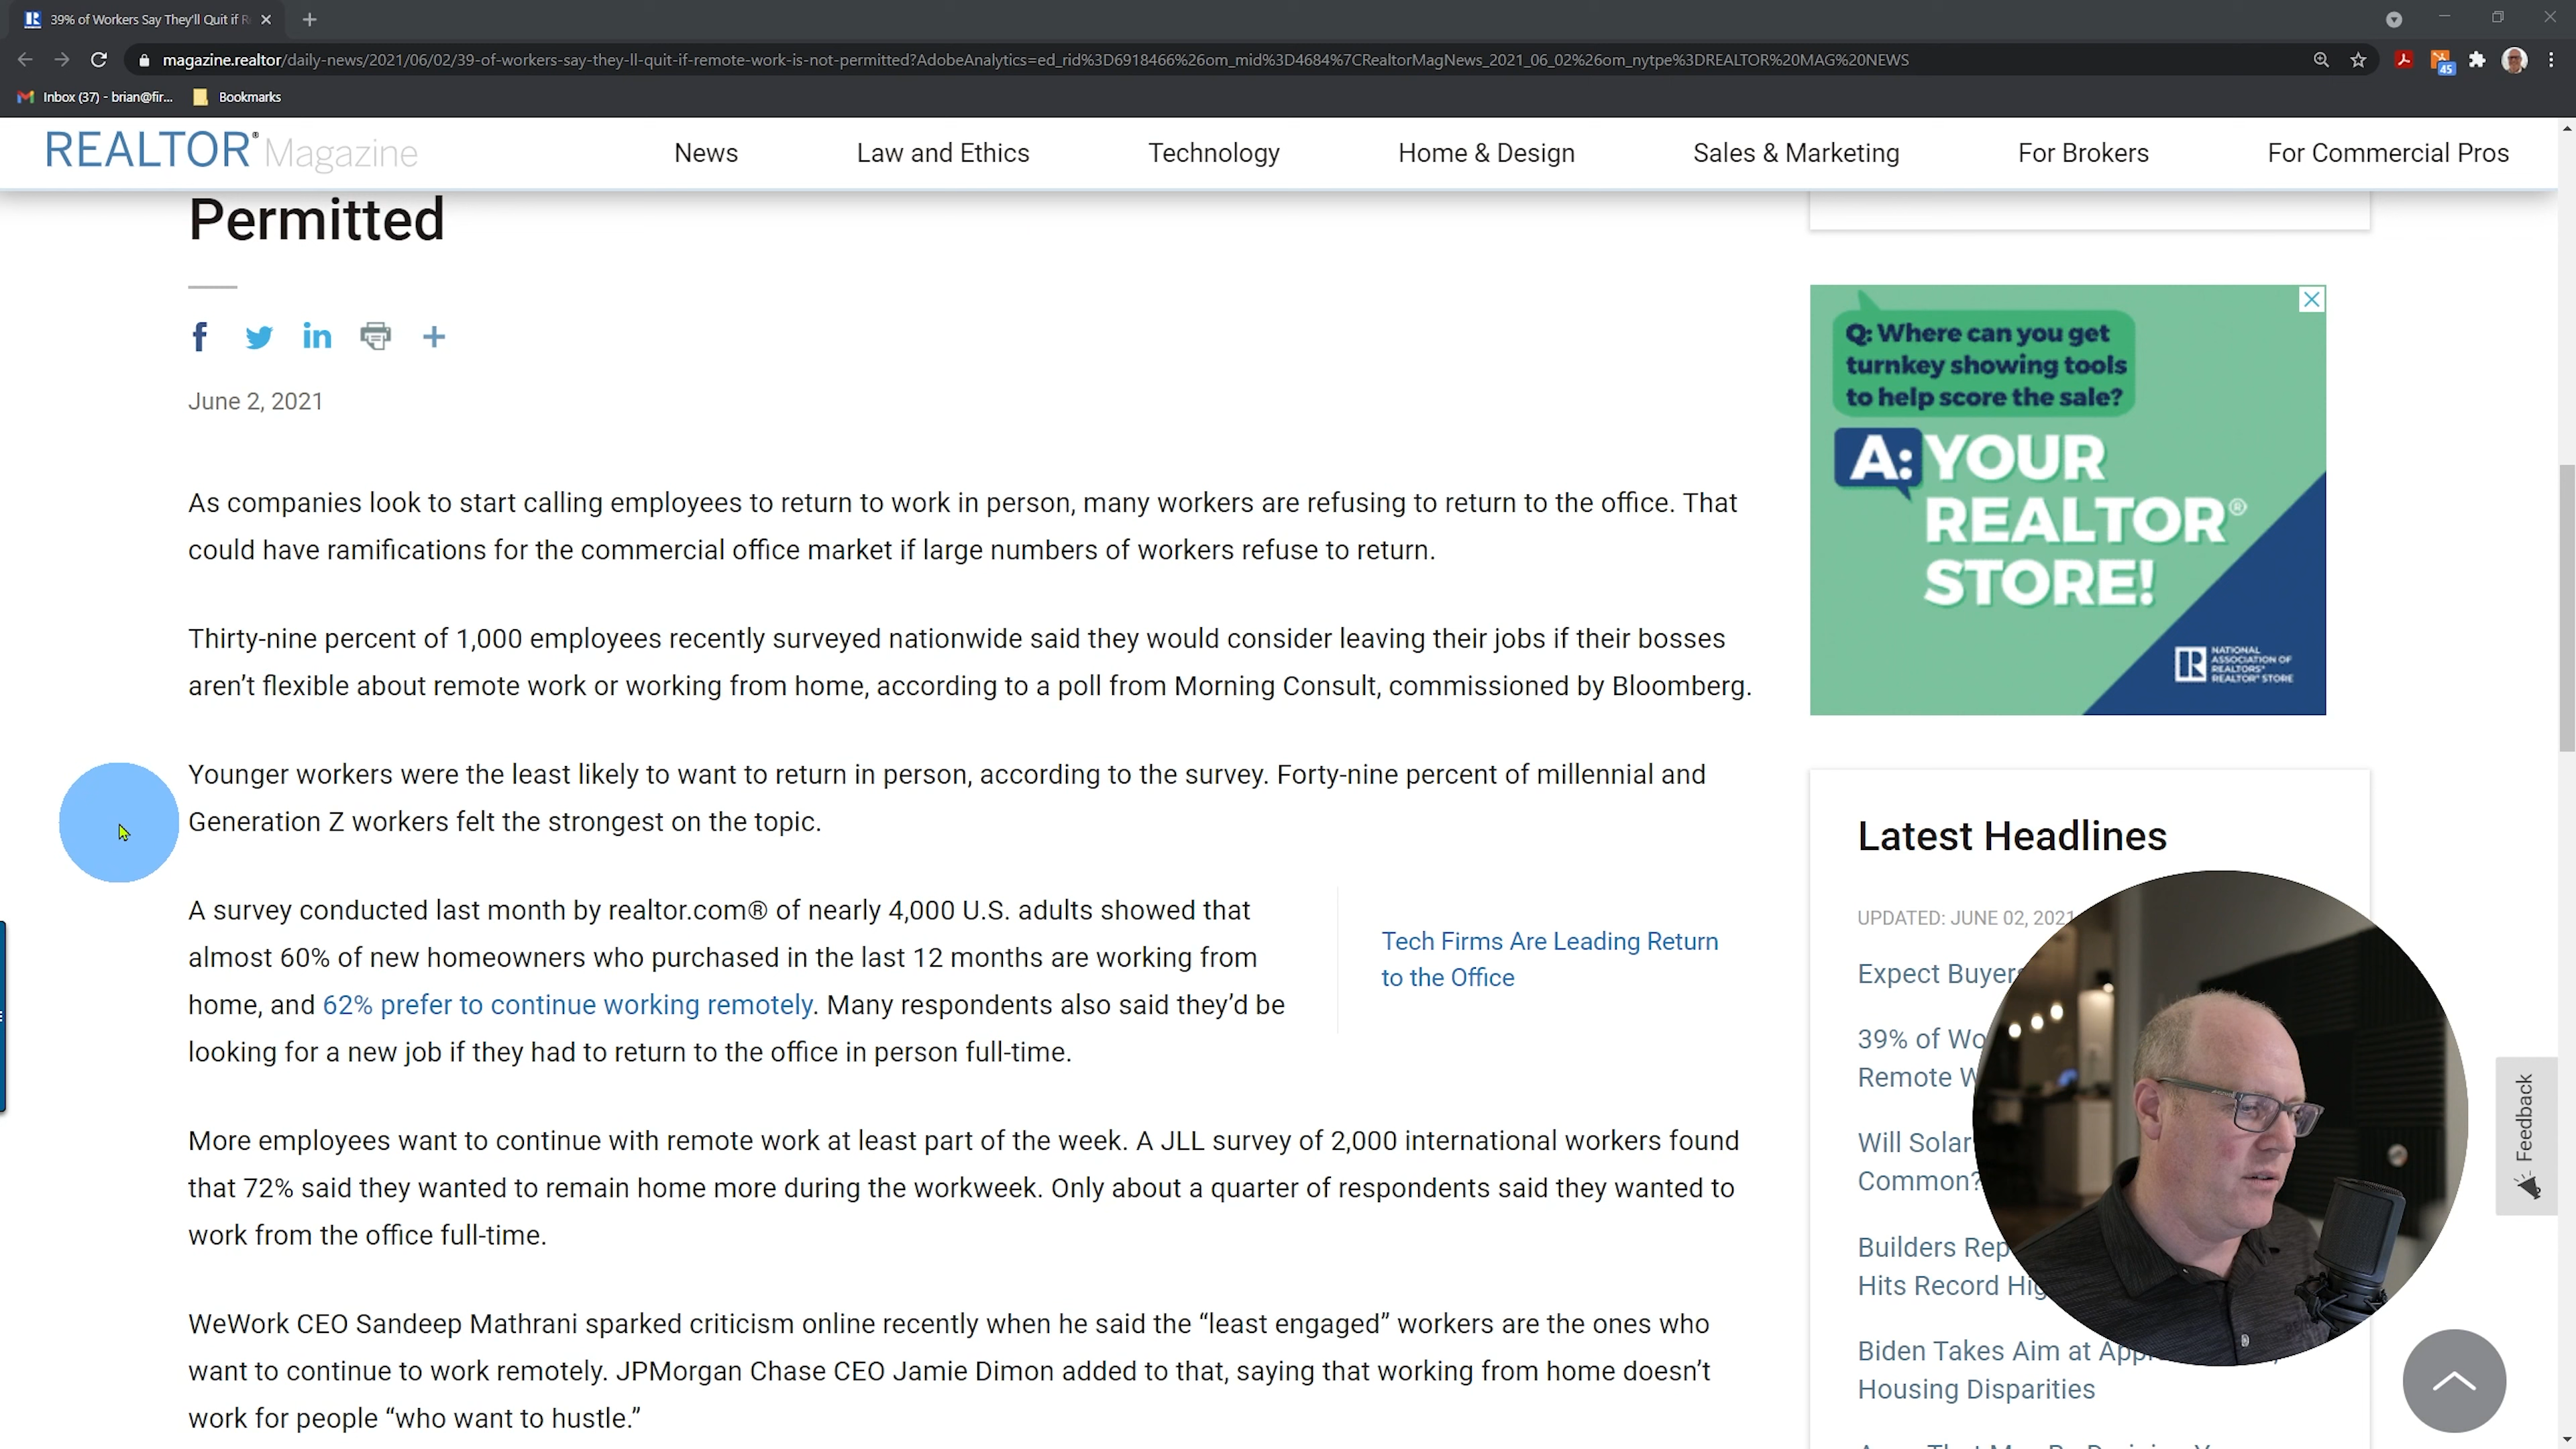 39% of Workers Say They'll Quit if R
magazine.realtor/daily-news/2021/06/02/39-of-workers-say-they-ll-quit-if-remote-work-is-not-permitted?AdobeAnalytics=ed_rid%3D6918466%26om_mid%3D4684%7CRealtorMagNews_2021_06_02%26om_nytpe%3DREALTOR%20MAG%20NEWS
45
Inbox (37) - brian@fir... Bookmarks
REALTOR® Magazine
News Law and Ethics Technology Home & Design Sales & Marketing For Brokers For Commercial Pros
Permitted
June 2, 2021
As companies look to start calling employees to return to work in person, many workers are refusing to return to the office. That
could have ramifications for the commercial office market if large numbers of workers refuse to return.
Thirty-nine percent of 1,000 employees recently surveyed nationwide said they would consider leaving their jobs if their bosses
aren't flexible about remote work or working from home, according to a poll from Morning Consult, commissioned by Bloomberg.
Younger workers were the least likely to want to return in person, according to the survey. Forty-nine percent of millennial and
Generation Z workers felt the strongest on the topic.
A survey conducted last month by realtor.com® of nearly 4,000 U.S. adults showed that
almost 60% of new homeowners who purchased in the last 12 months are working from
home, and 62% prefer to continue working remotely. Many respondents also said they'd be
looking for a new job if they had to return to the office in person full-time.
Tech Firms Are Leading Return
to the Office
More employees want to continue with remote work at least part of the week. A JLL survey of 2,000 international workers found
that 72% said they wanted to remain home more during the workweek. Only about a quarter of respondents said they wanted to
work from the office full-time.
WeWork CEO Sandeep Mathrani sparked criticism online recently when he said the “least engaged” workers are the ones who
want to continue to work remotely. JPMorgan Chase CEO Jamie Dimon added to that, saying that working from home doesn't
work for people “who want to hustle.”
Q: Where can you get
turnkey showing tools
to help score the sale?
A: YOUR
REALTOR®
STORE!
NATIONAL
ASSOCIATION OF
REALTORS®
REALTOR® STORE
Latest Headlines
UPDATED: JUNE 02, 2021
Expect Buyers
39% of Wo
Remote W
Will Solar
Common?
Builders Rep
Hits Record Hig
Biden Takes Aim at App
Housing Disparities
Feedback